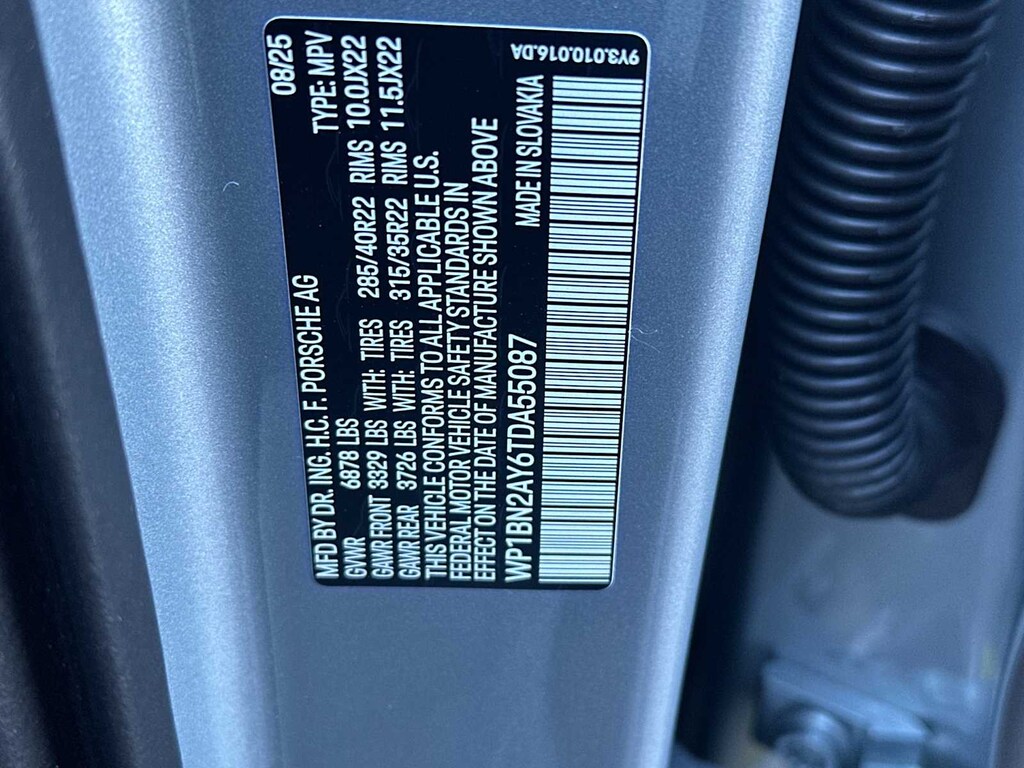 MFD BY DR. ING. H.C. F. PORSCHE AG 08/25
GVWR 6878 LBS TYPE: MPV
GAWR FRONT 3329 LBS WITH: TIRES 285/40R22 RIMS 10.0JX22
GAWR REAR 3726 LBS WITH: TIRES 315/35R22 RIMS 11.5JX22
THIS VEHICLE CONFORMS TO ALL APPLICABLE U.S.
FEDERAL MOTOR VEHICLE SAFETY STANDARDS IN
EFFECT ON THE DATE OF MANUFACTURE SHOWN ABOVE
WP1BN2AY6TDA55087 MADE IN SLOVAKIA
9Y3.010.016.DA